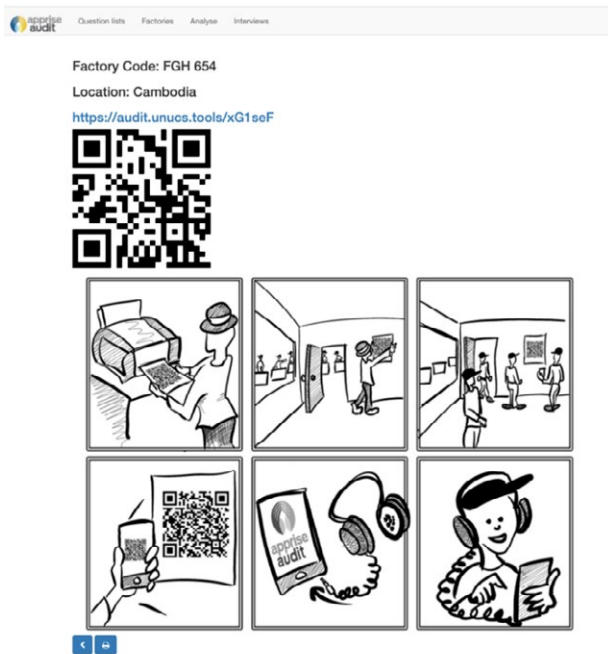 apprise
audit
Question lists Factories Analyse Interviews
Factory Code: FGH 654
Location: Cambodia
https://audit.unucs.tools/xG1seF
apprise
audit